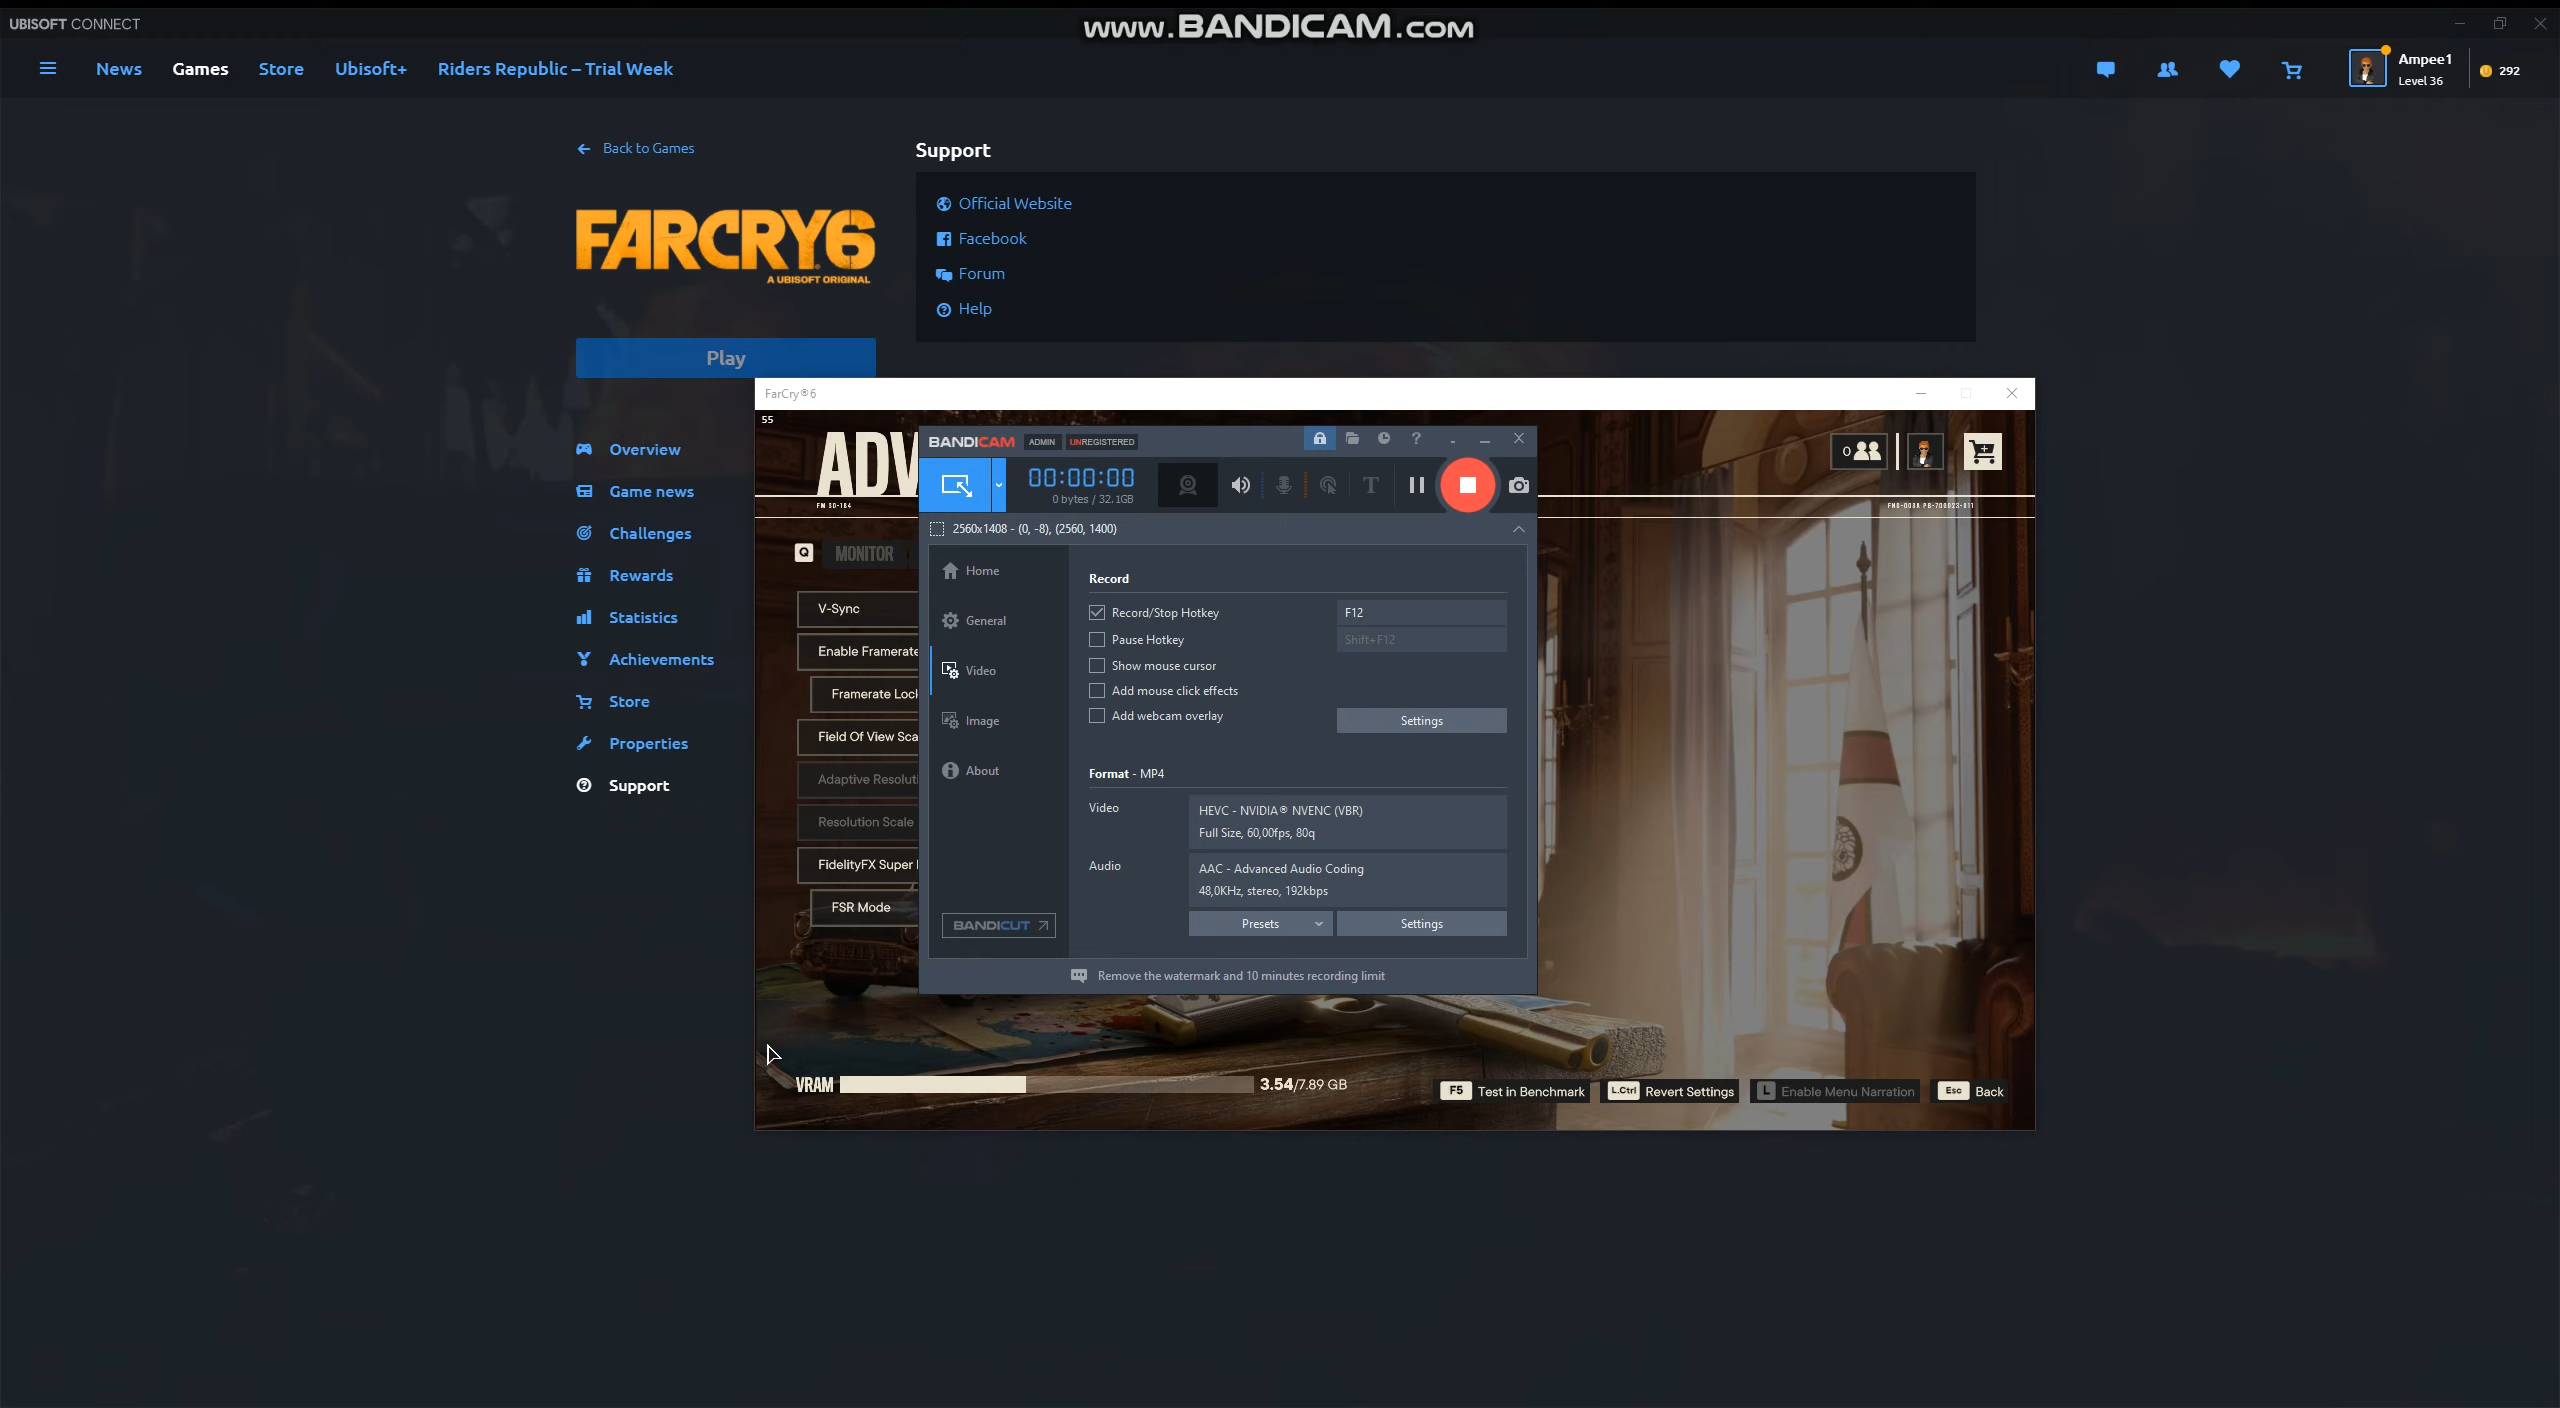 UBISOFT CONNECT
www.BANDICAM.com
News
Games
Store
Ubisoft+
Riders Republic – Trial Week
Ampee1
Level 36
292
Back to Games
FARCRY6
A UBISOFT ORIGINAL
Play
Overview
Game news
Challenges
Rewards
Statistics
Achievements
Store
Properties
Support
Support
Official Website
Facebook
Forum
Help
FarCry®6
55
ADV
FM SD-184
0
Q
MONITOR
V-Sync
Enable Framerate
Framerate Loc
Field Of View Sca
Adaptive Resoluti
Resolution Scale
FidelityFX Super
FSR Mode
BANDICAM ADMIN UNREGISTERED
?
00:00:00
0 bytes / 32.1GB
T
2560x1408 - (0, -8), (2560, 1400)
Home
General
Video
Image
About
BANDICUT
Record
Record/Stop Hotkey
F12
Pause Hotkey
Shift+F12
Show mouse cursor
Add mouse click effects
Add webcam overlay
Settings
Format - MP4
Video
HEVC - NVIDIA® NVENC (VBR)
Full Size, 60,00fps, 80q
Audio
AAC - Advanced Audio Coding
48,0KHz, stereo, 192kbps
Presets
Settings
Remove the watermark and 10 minutes recording limit
VRAM
3.54/7.89 GB
F5 Test in Benchmark
L.Ctrl Revert Settings
L Enable Menu Narration
Esc Back